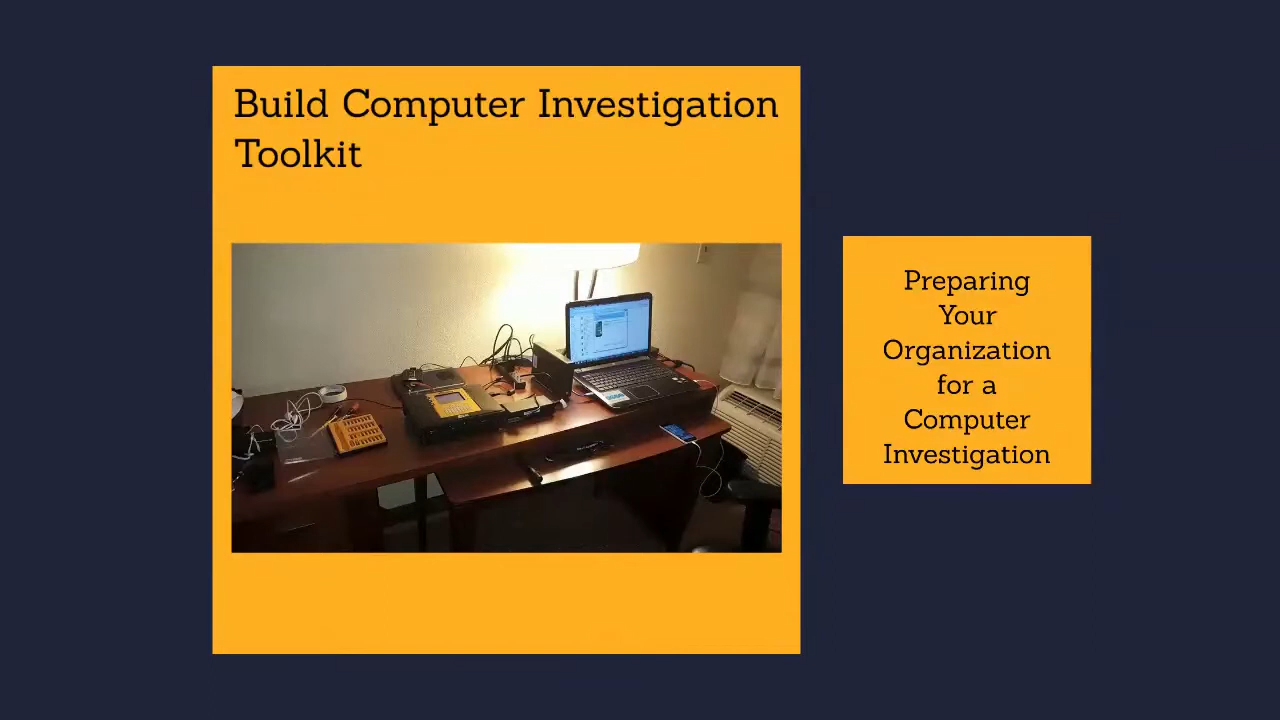 Build Computer Investigation
Toolkit
Preparing
Your
Organization
for a
Computer
Investigation